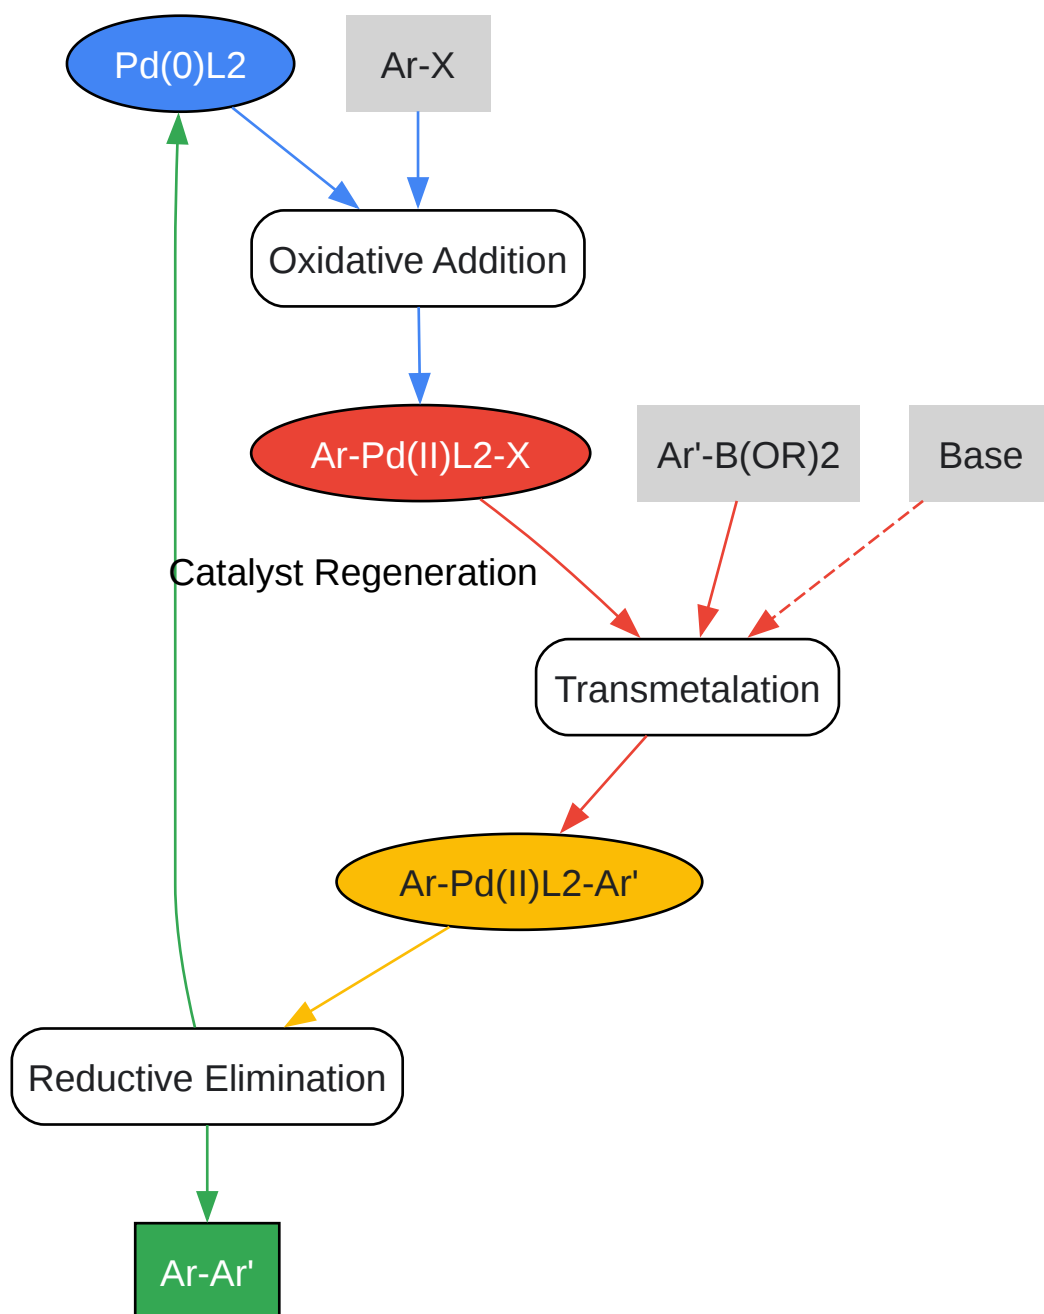 Pd(0)L2
Ar-X
Oxidative Addition
Ar-Pd(II)L2-X
Ar'-B(OR)2
Base
Catalyst Regeneration
Transmetalation
Ar-Pd(II)L2-Ar'
Reductive Elimination
Ar-Ar'